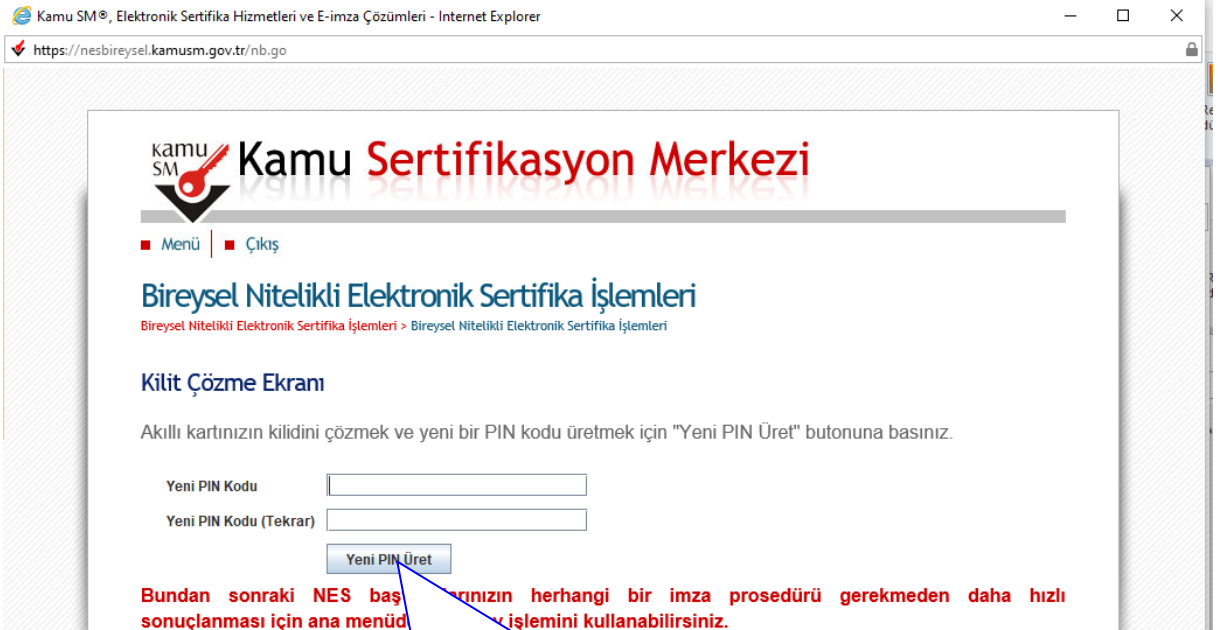 Kamu SM®, Elektronik Sertifika Hizmetleri ve E-imza Çözümleri - Internet Explorer
https://nesbireysel.kamusm.gov.tr/nb.go
kamu SM
Kamu Sertifikasyon Merkezi
Menü Çıkış
Bireysel Nitelikli Elektronik Sertifika İşlemleri
Bireysel Nitelikli Elektronik Sertifika İşlemleri > Bireysel Nitelikli Elektronik Sertifika İşlemleri
Kilit Çözme Ekranı
Akıllı kartınızın kilidini çözmek ve yeni bir PIN kodu üretmek için "Yeni PIN Üret" butonuna basınız.
Yeni PIN Kodu
Yeni PIN Kodu (Tekrar)
Yeni PIN Üret
Bundan sonraki NES herhangi bir imza prosedürü gerekmeden daha hızlı
sonuçlanması için ana işlemini kullanabilirsiniz.